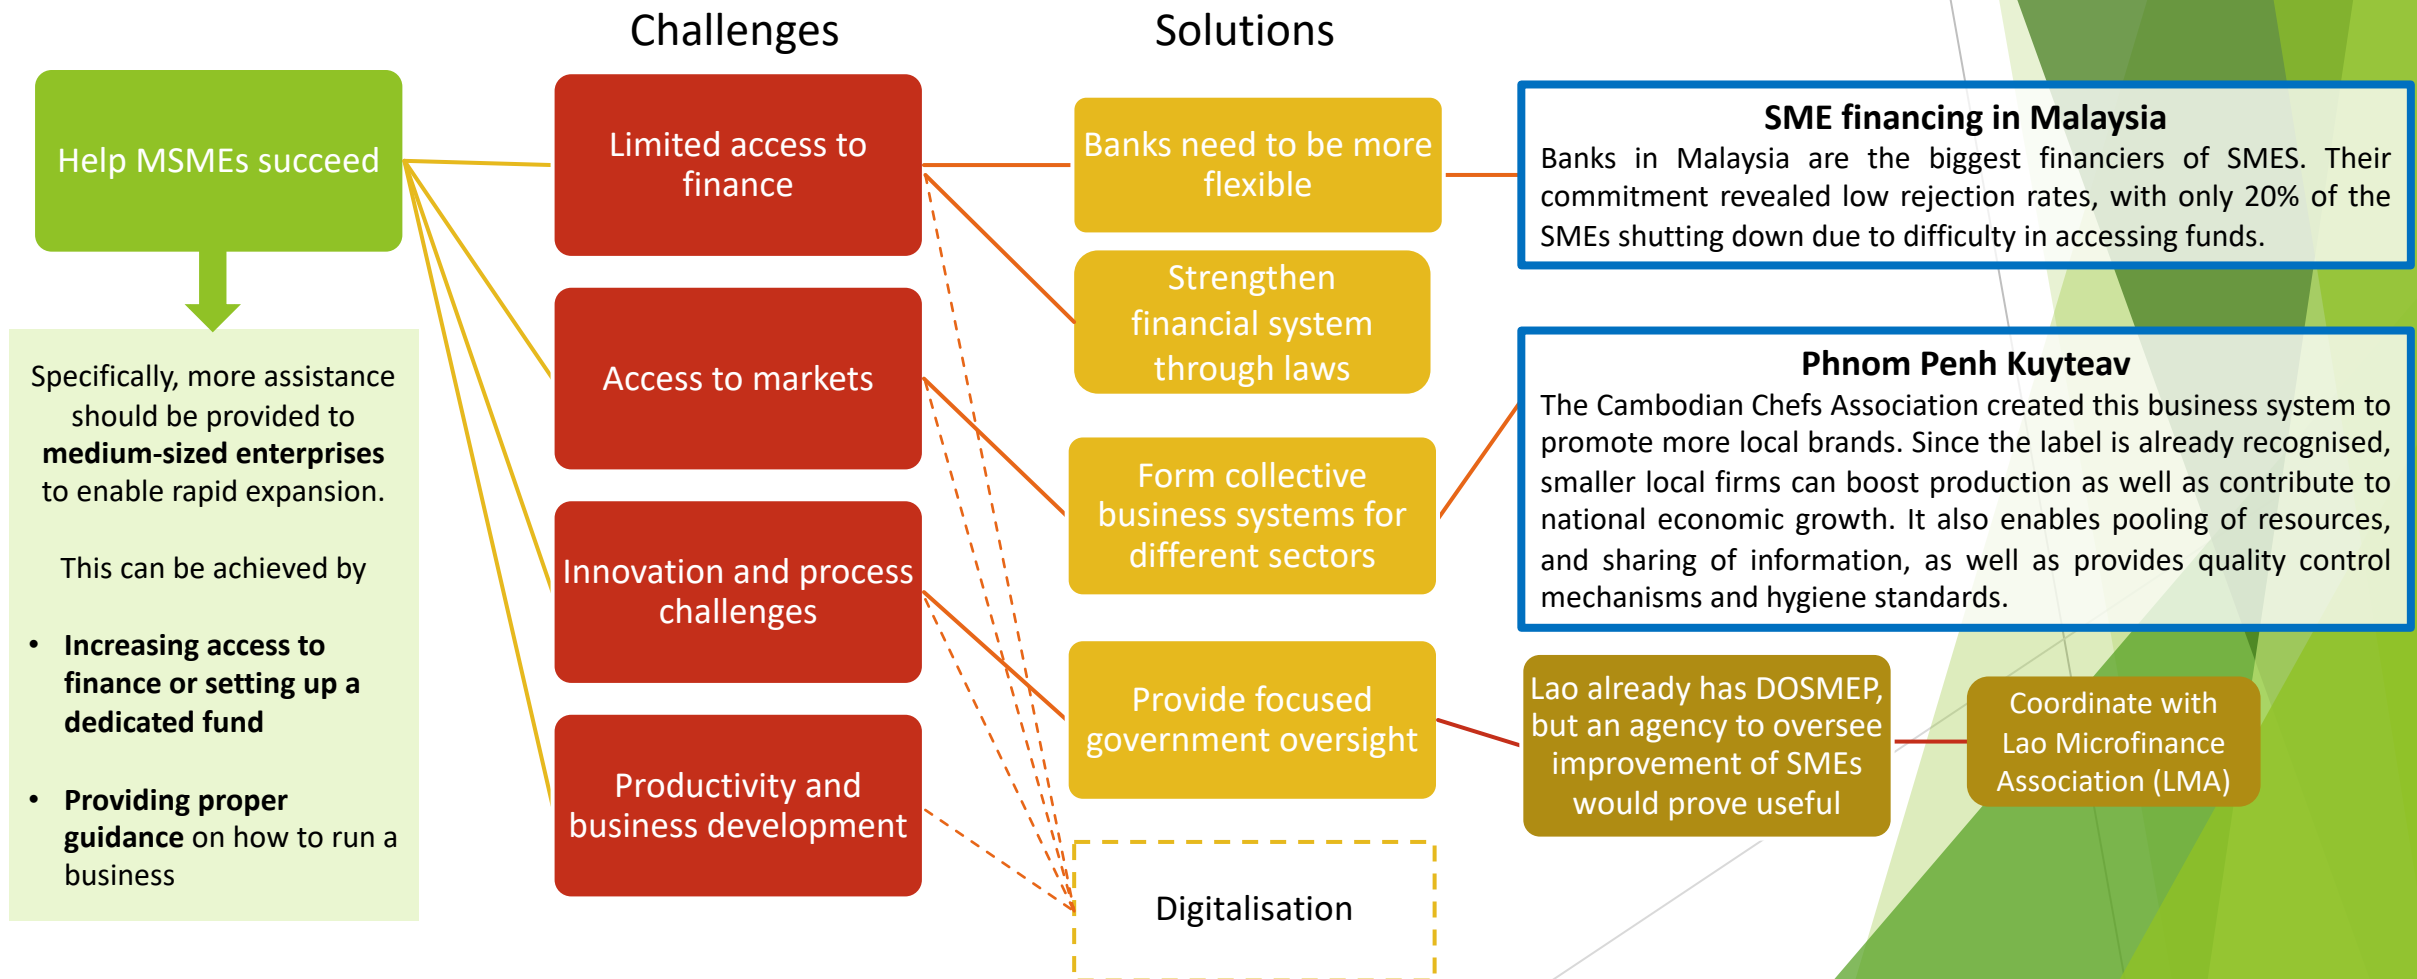 Challenges
Solutions
Help MSMEs succeed
Specifically, more assistance
should be provided to
medium-sized enterprises
to enable rapid expansion.
This can be achieved by
• Increasing access to
finance or setting up a
dedicated fund
• Providing proper
guidance on how to run a
business
Limited access to
finance
Access to markets
Innovation and process
challenges
Productivity and
business development
Banks need to be more
flexible
Strengthen
financial system
through laws
Form collective
business systems for
different sectors
Provide focused
government oversight
Digitalisation
SME financing in Malaysia
Banks in Malaysia are the biggest financiers of SMES. Their
commitment revealed low rejection rates, with only 20% of the
SMEs shutting down due to difficulty in accessing funds.
Phnom Penh Kuyteav
The Cambodian Chefs Association created this business system to
promote more local brands. Since the label is already recognised,
smaller local firms can boost production as well as contribute to
national economic growth. It also enables pooling of resources,
and sharing of information, as well as provides quality control
mechanisms and hygiene standards.
Lao already has DOSMEP,
but an agency to oversee
improvement of SMEs
would prove useful
Coordinate with
Lao Microfinance
Association (LMA)